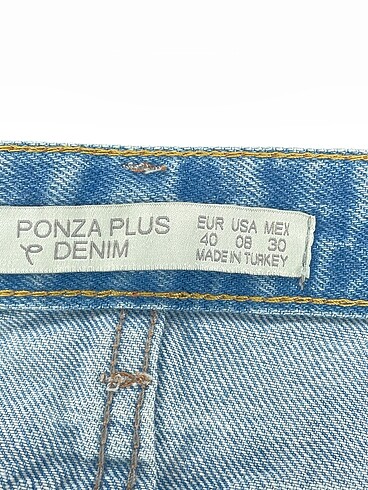 PONZA PLUS
DENIM
EUR USA MEX
40 08 30
MADE IN TURKEY